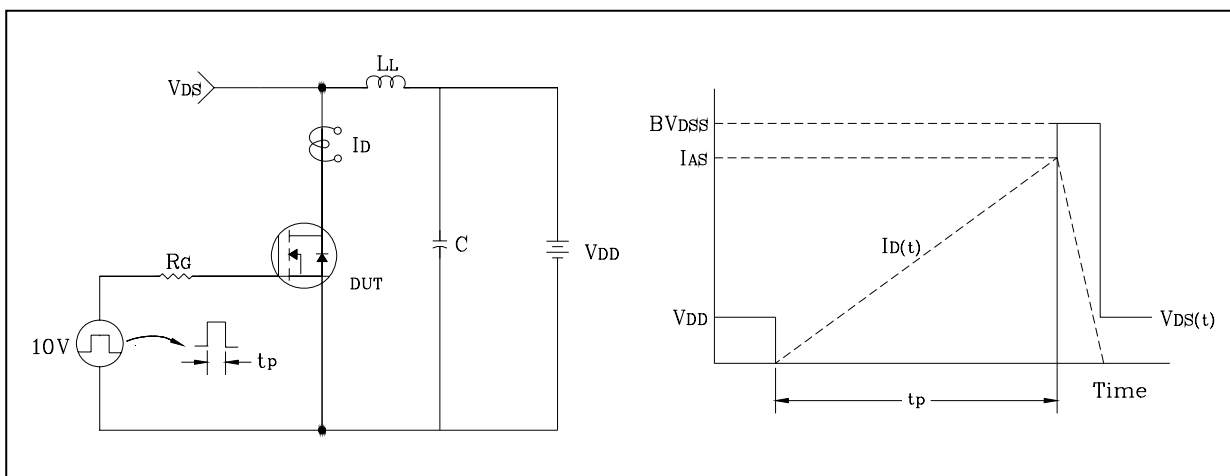 LL
VDS
ID
C
VDD
RG
DUT
10V
tp
BVDSS
IAS
ID(t)
VDD
VDS(t)
Time
tp